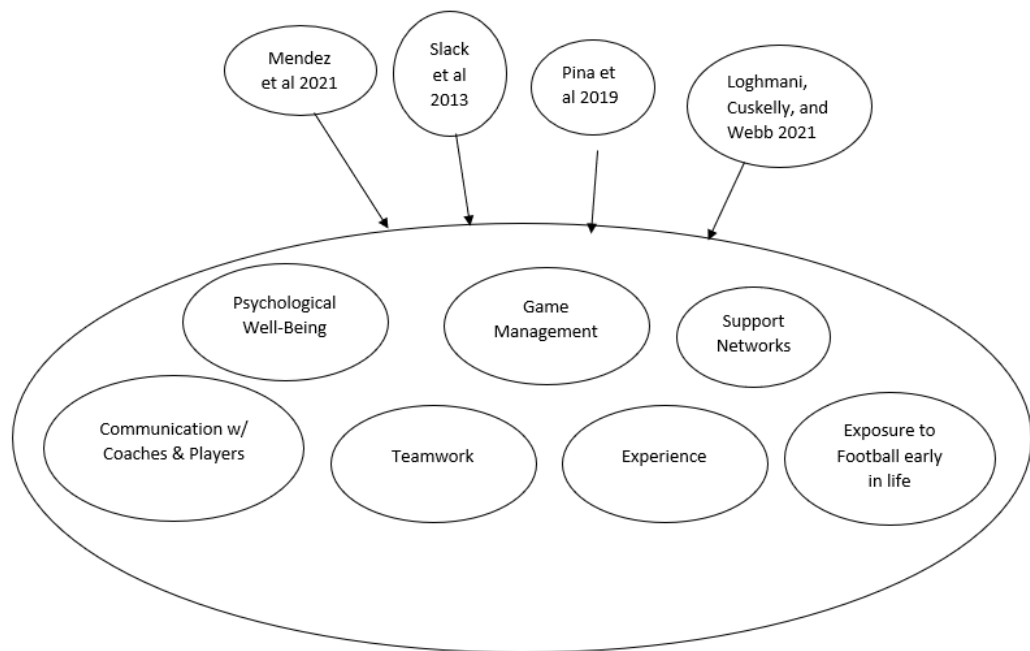 Mendez
et al 2021
Slack
et al
2013
Pina et
al 2019
Loghmani,
Cuskelly, and
Webb 2021
Psychological
Well-Being
Game
Management
Support
Networks
Communication w/
Coaches & Players
Teamwork
Experience
Exposure to
Football early
in life